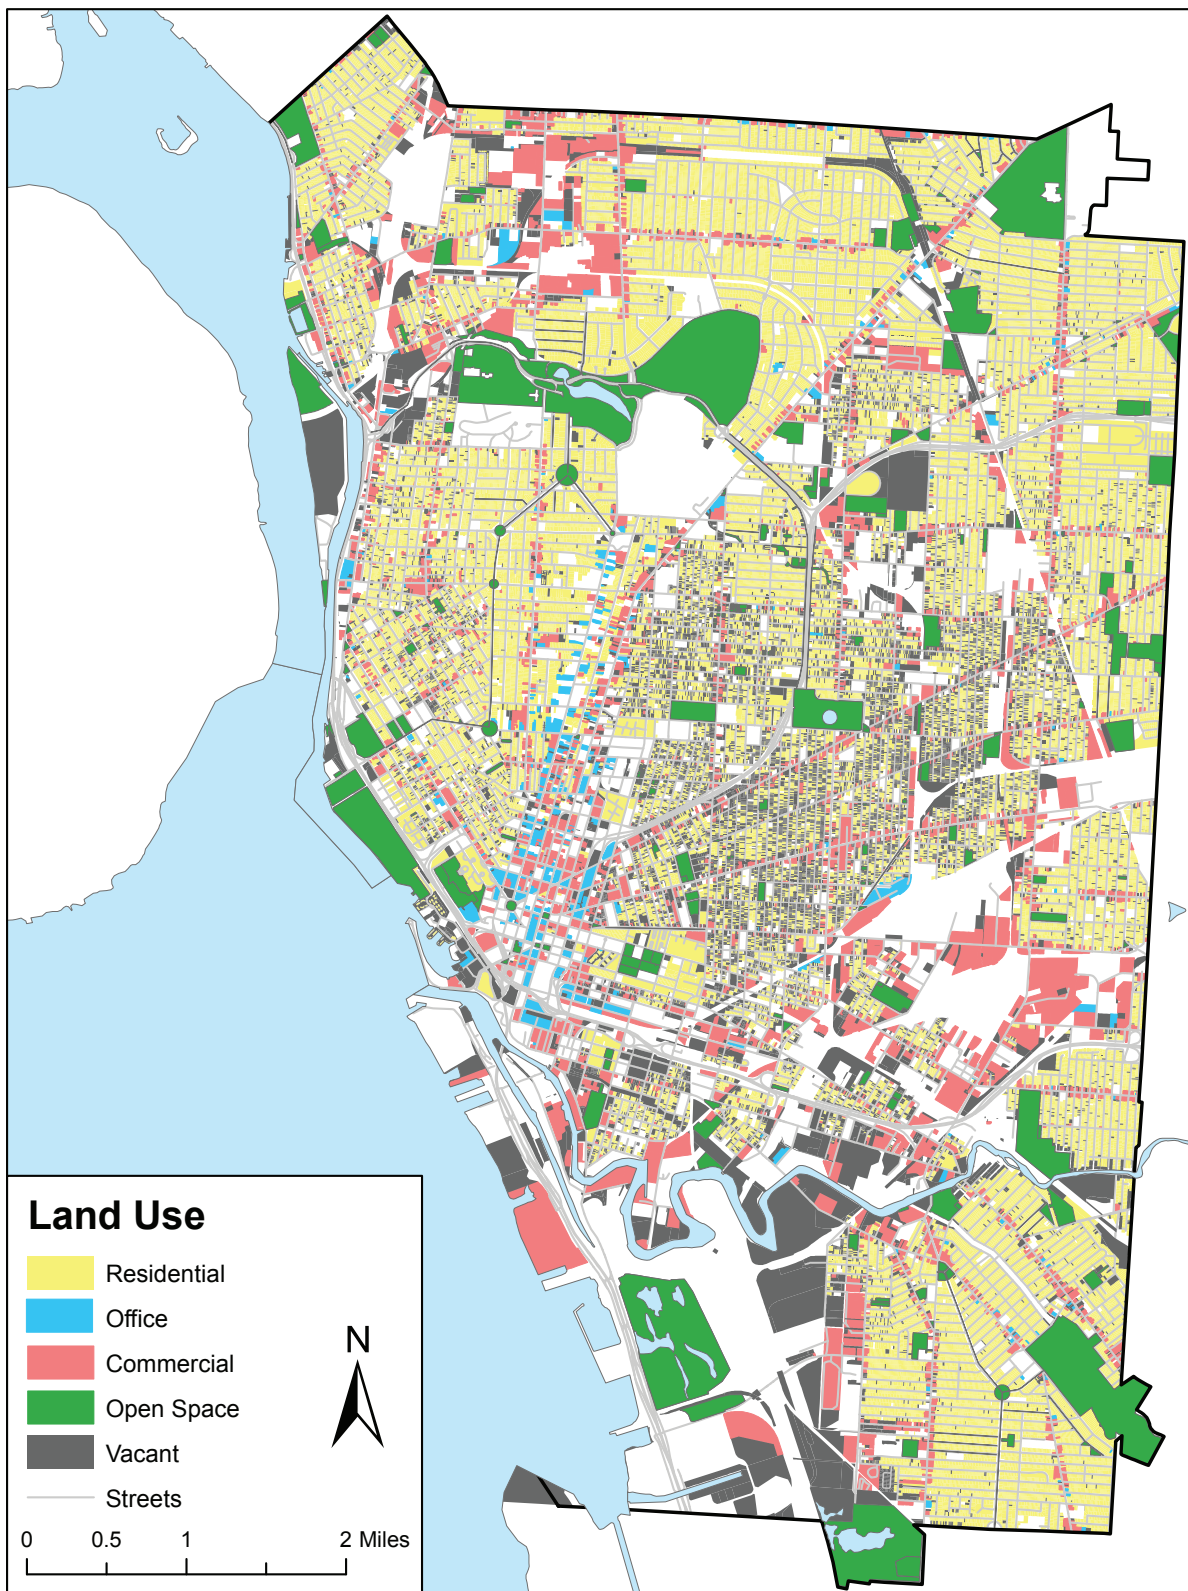 Land Use
Residential
Office
Commercial
Open Space
Vacant
Streets
N
0 0.5 1 2 Miles